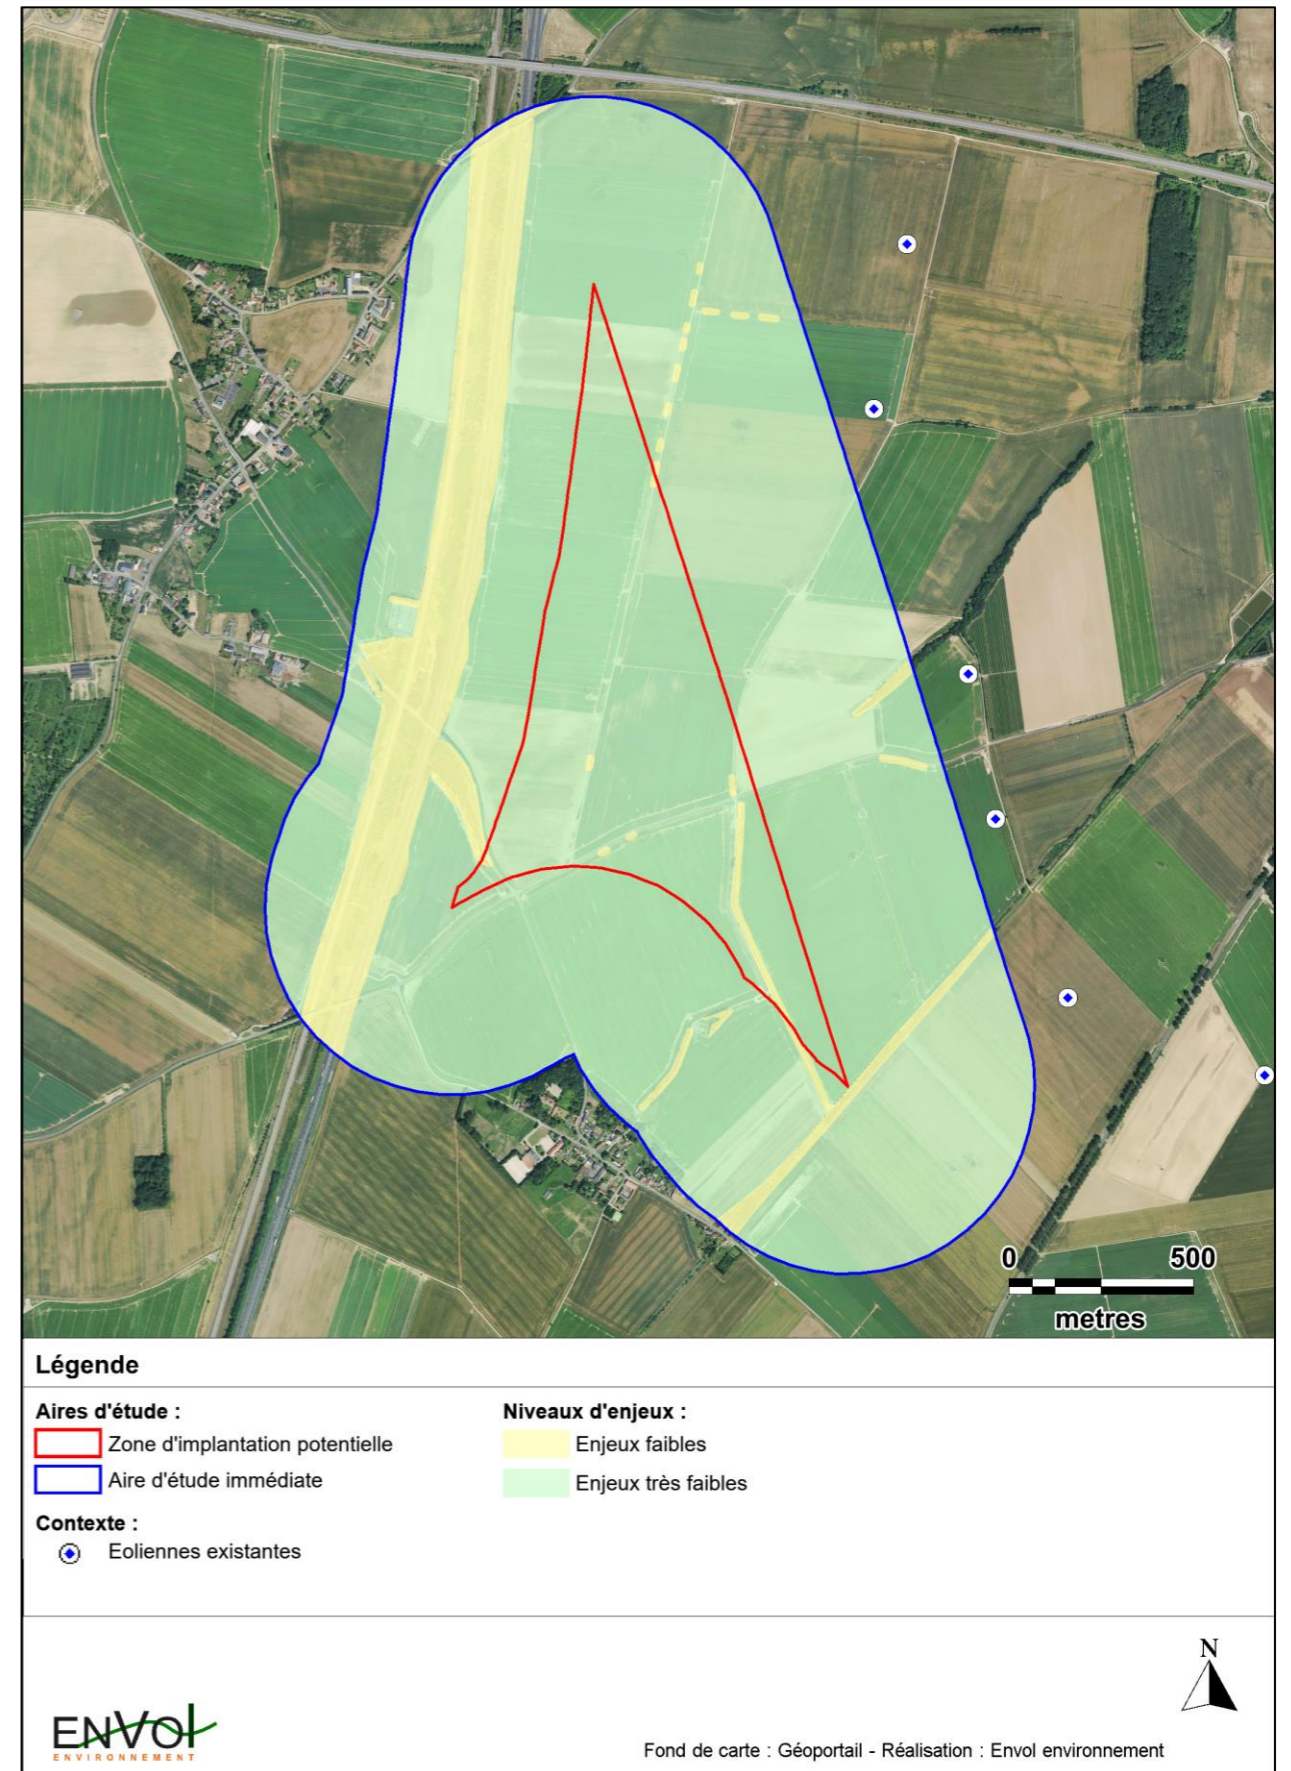 0 500
metres
Légende
Aires d'étude :
Zone d'implantation potentielle
Aire d'étude immédiate
Contexte :
Eoliennes existantes
Niveaux d'enjeux :
Enjeux faibles
Enjeux très faibles
N
ENVOl
ENVIRONNEMENT
Fond de carte : Géoportail - Réalisation : Envol environnement